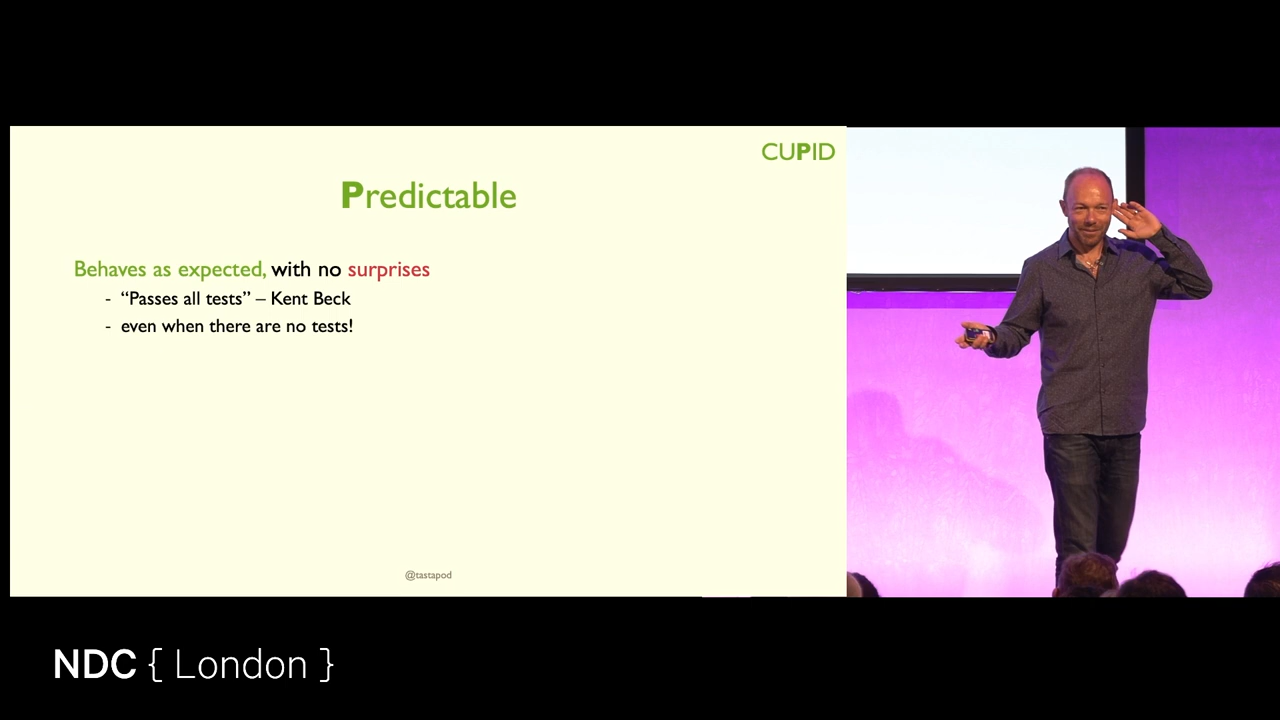 CUPID
Predictable
Behaves as expected, with no surprises
- “Passes all tests” – Kent Beck
- even when there are no tests!
@tastapod
NDC { London }